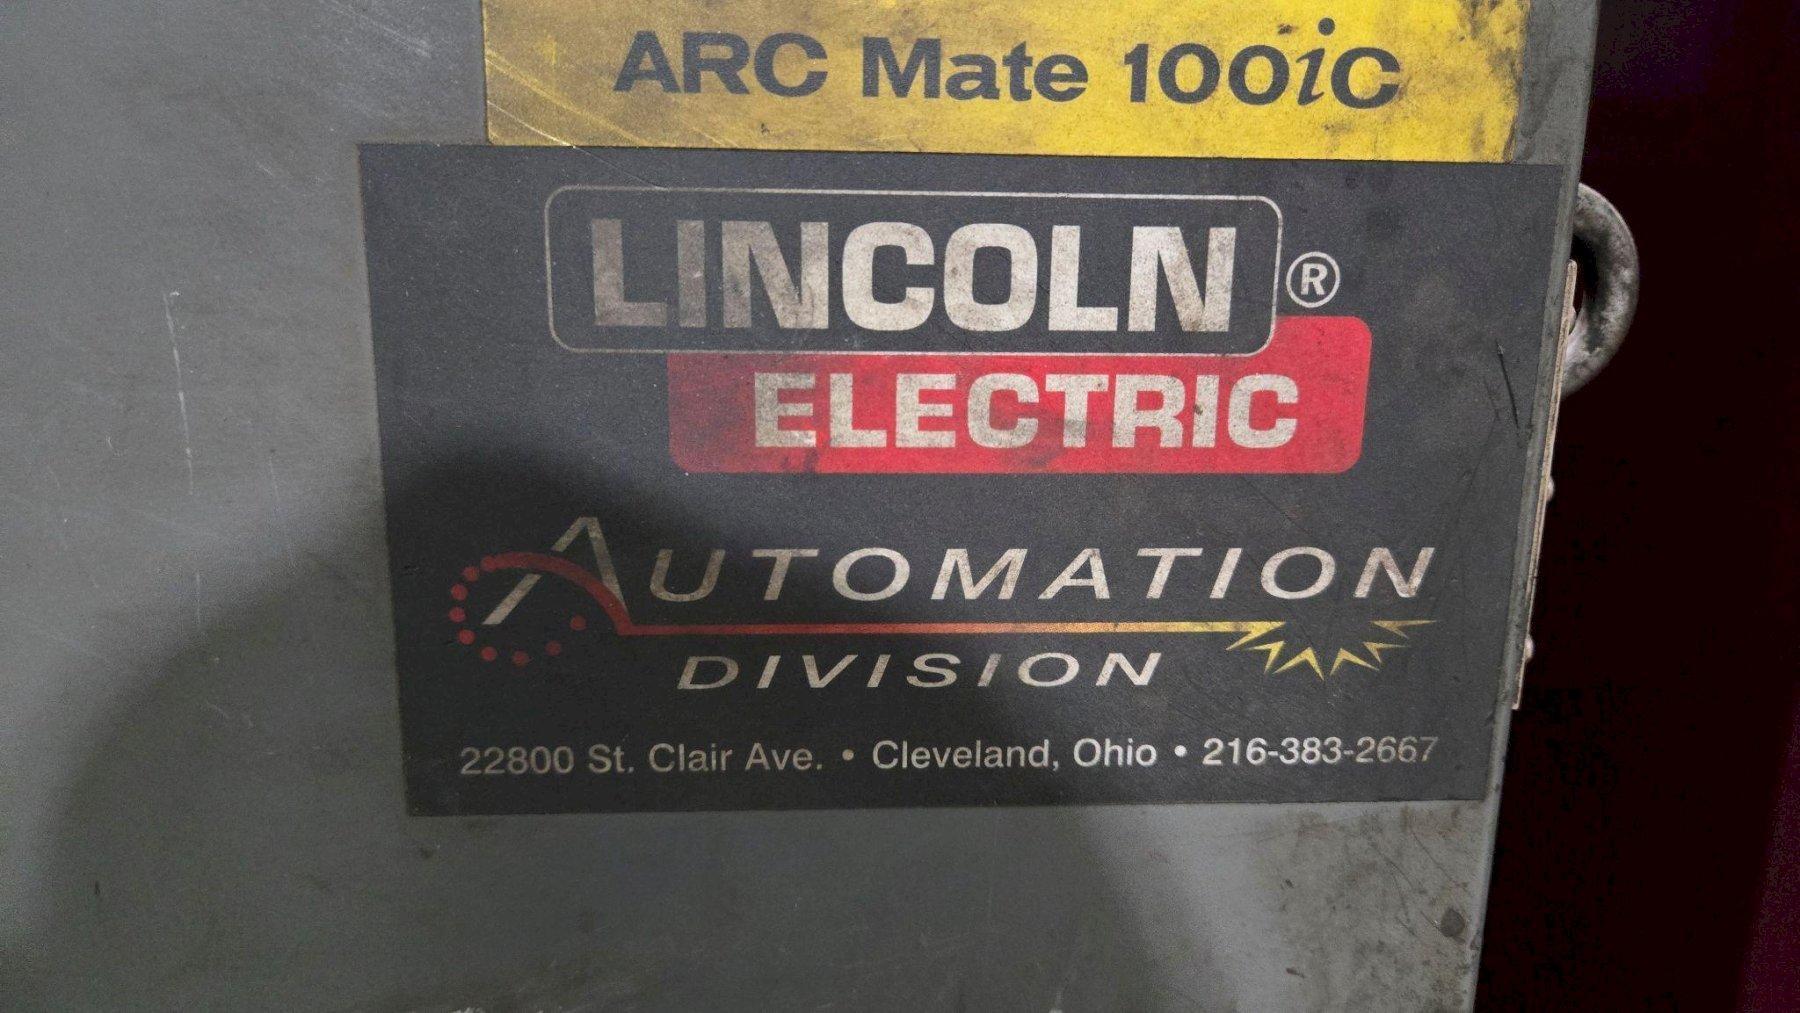 ARC Mate 100iC
LINCOLN ®
ELECTRIC
AUTOMATION
DIVISION
22800 St. Clair Ave. • Cleveland, Ohio • 216-383-2667